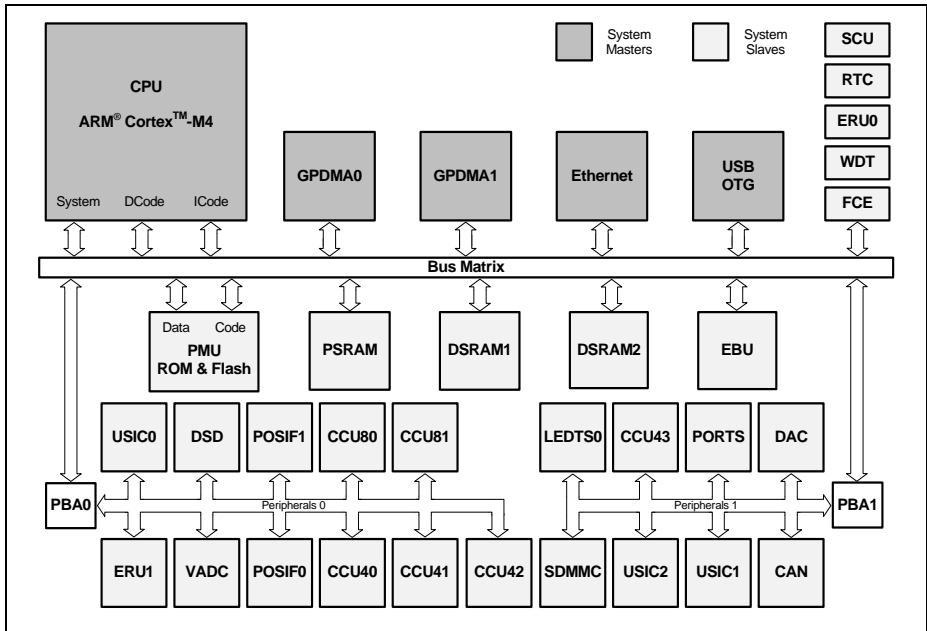 CPU
ARM® Cortex™-M4
System DCode ICode
System
Masters
System
Slaves
SCU
RTC
ERU0
WDT
FCE
GPDMA0
GPDMA1
Ethernet
USB
OTG
Bus Matrix
Data Code
PMU
ROM & Flash
PSRAM
DSRAM1
DSRAM2
EBU
USIC0
DSD
POSIF1
CCU80
CCU81
LEDTS0
CCU43
PORTS
DAC
PBA0
Peripherals 0
Peripherals 1
PBA1
ERU1
VADC
POSIF0
CCU40
CCU41
CCU42
SDMMC
USIC2
USIC1
CAN